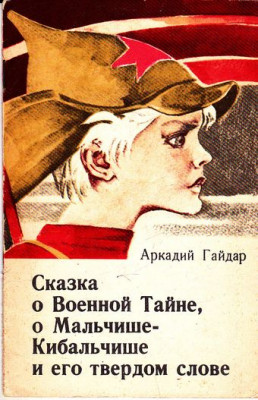 Аркадий Гайдар
Сказка
о Военной Тайне,
о Мальчише-
Кибальчише
и его твердом слове